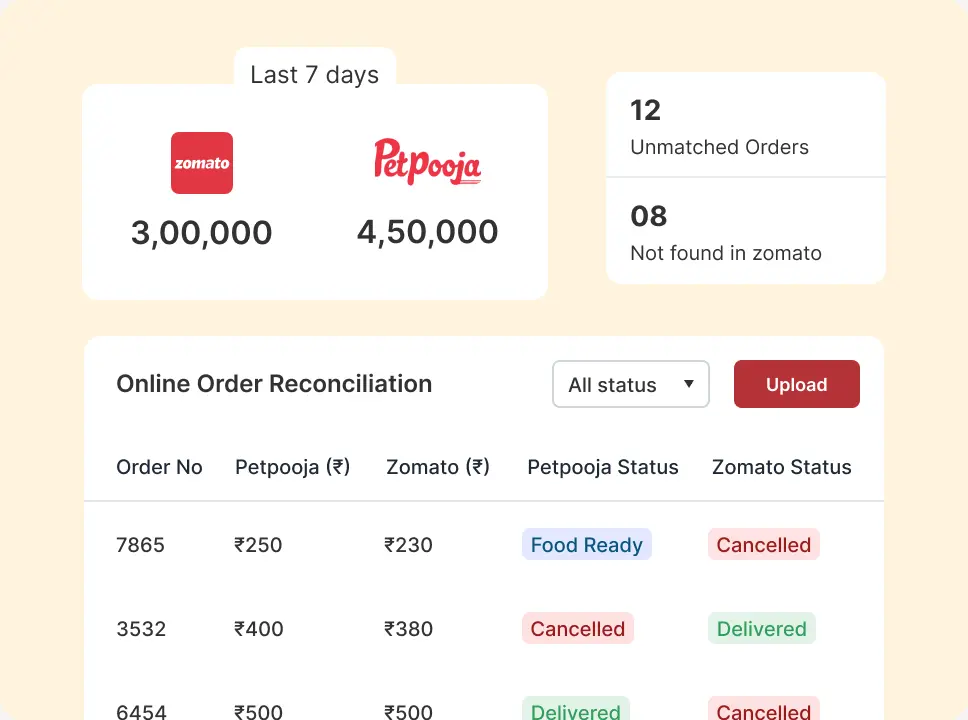 Last 7 days
zomato
Petpooja
3,00,000
4,50,000
12
Unmatched Orders
08
Not found in zomato
Online Order Reconciliation
All status
Upload
Order No Petpooja (₹) Zomato (₹) Petpooja Status Zomato Status
7865 ₹250 ₹230 Food Ready Cancelled
3532 ₹400 ₹380 Cancelled Delivered
6454 ₹500 ₹500 Delivered Cancelled